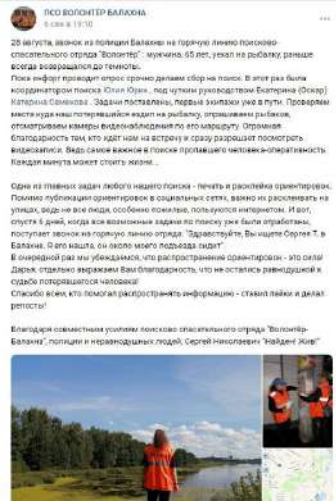 ПСО ВОЛОНТЁР БАЛАХНА
6 сен в 19:10
28 августа, звонок из полиции Балахны на горячую линию поисково-
спасательного отряда "Волонтёр" : мужчина, 65 лет, уехал на рыбалку, раньше
всегда возвращался до темноты.
Пока инфорг проводит опрос срочно делаем сбор на поиск. В этот раз была
координатором поиска Юлия Юрик, под чутким руководством Екатерина (Оскар)
Катерина Семенова. Задачи поставлены, первые экипажи уже в пути. Проверяем
места куда наш потерявшийся ездил на рыбалку, опрашиваем рыбаков,
отсматриваем камеры видеонаблюдения по его маршруту. Огромная
благодарность тем, кто идёт нам на встречу и сразу разрешает посмотреть
видеозаписи. Ведь самое важное в поиске пропавшего человека-оперативность.
Каждая минута может стоить жизни...
Одна из главных задач любого нашего поиска - печать и расклейка ориентировок.
Помимо публикации ориентировок в социальных сетях, важно их расклеивать на
улицах, ведь не все люди, особенно пожилые, пользуются интернетом. И вот,
спустя 6 дней, когда все возможные задачи по поиску уже были отработаны,
поступает звонок на горячую линию отряда: "Здравствуйте, Вы ищете Сергея Т. в
Балахне. Я его нашла, он около моего подъезда сидит"
В очередной раз мы убеждаемся, что распространение ориентировок - это сила!
Дарья, отдельно выражаем Вам благодарность, что не остались равнодушной к
судьбе потерявшегося человека!
Спасибо всем, кто помогал распространять информацию - ставил лайки и делал
репосты!
Благодаря совместным усилиям поисково спасательного отряда "Волонтёр-
Балахна", полиции и неравнодушных людей, Сергей Николаевич "Найден! Жив!"